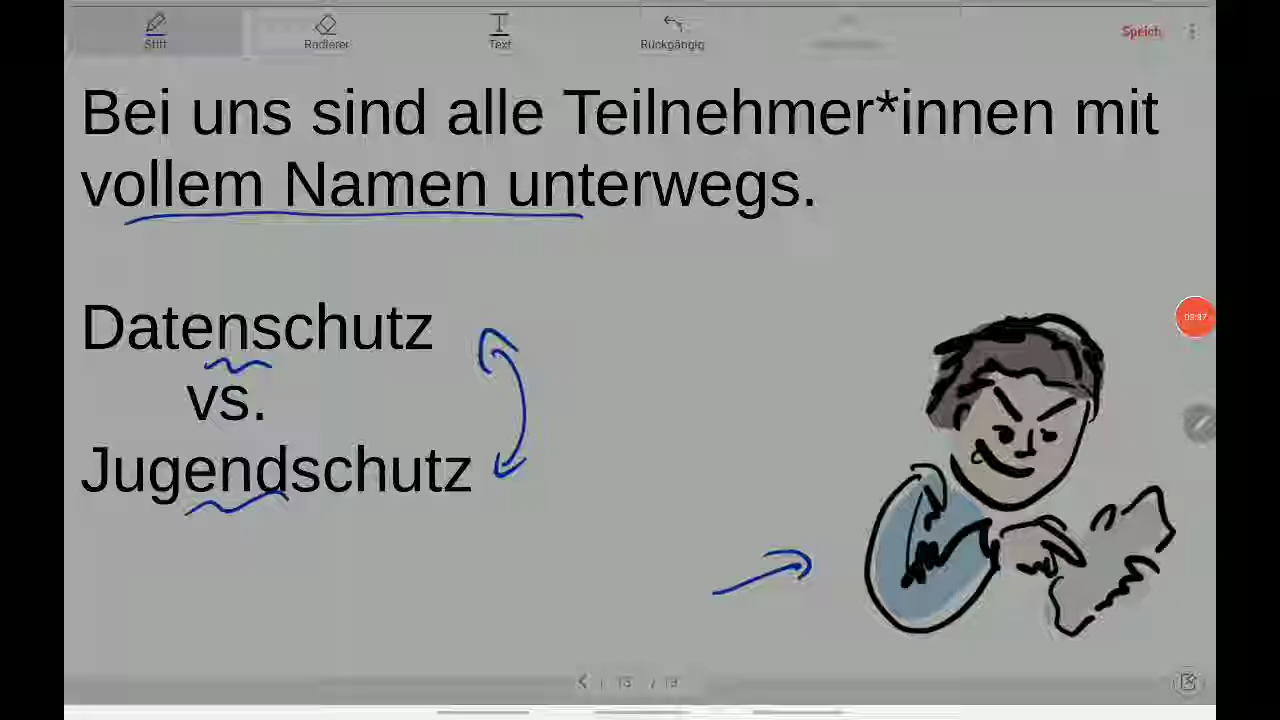 Stift Radierer Text Rückgängig Speich
Bei uns sind alle Teilnehmer*innen mit
vollem Namen unterwegs.
Datenschutz
vs.
Jugendschutz